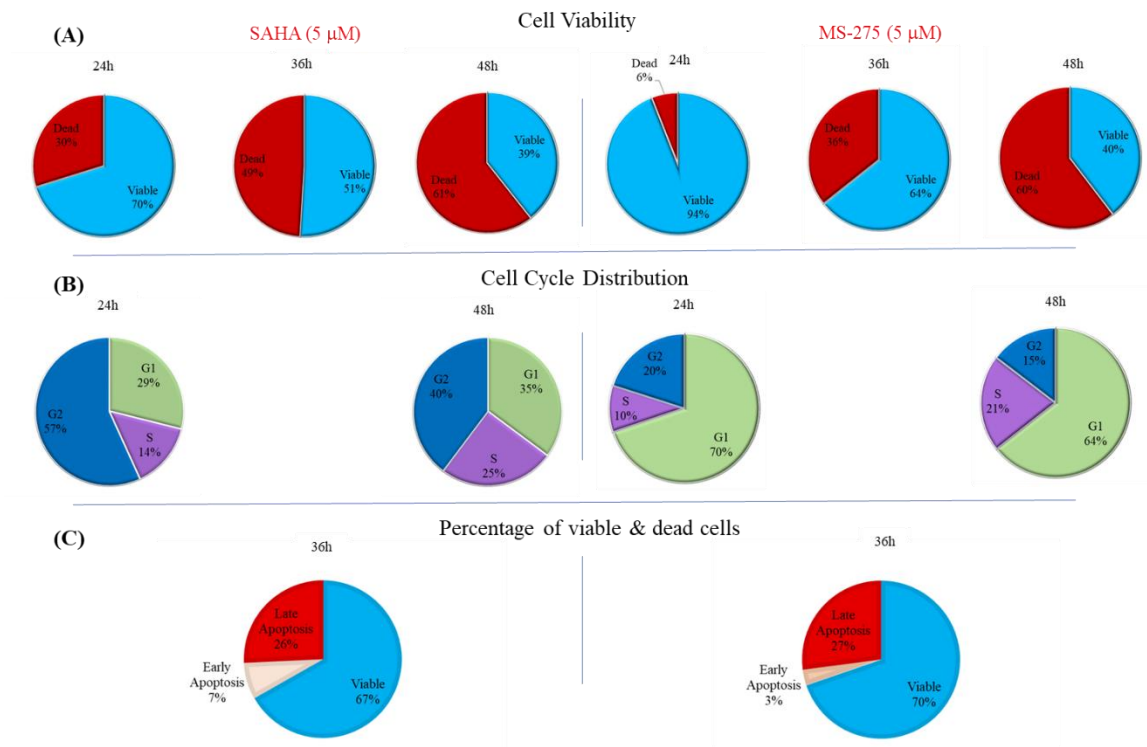 Cell Viability
(A)
SAHA (5 μM)
MS-275 (5 μM)
24h
36h
48h
24h
36h
48h
Dead
30%
Viable
70%
Dead
49%
Viable
51%
Viable
39%
Dead
61%
Dead
6%
Viable
94%
Dead
36%
Viable
64%
Viable
40%
Dead
60%
(B)
Cell Cycle Distribution
24h
48h
24h
48h
G1
29%
G2
57%
S
14%
G2
40%
G1
35%
S
25%
G2
20%
S
10%
G1
70%
G2
15%
S
21%
G1
64%
(C)
Percentage of viable & dead cells
36h
36h
Late
Apoptosis
26%
Early
Apoptosis
7%
Viable
67%
Late
Apoptosis
27%
Early
Apoptosis
3%
Viable
70%